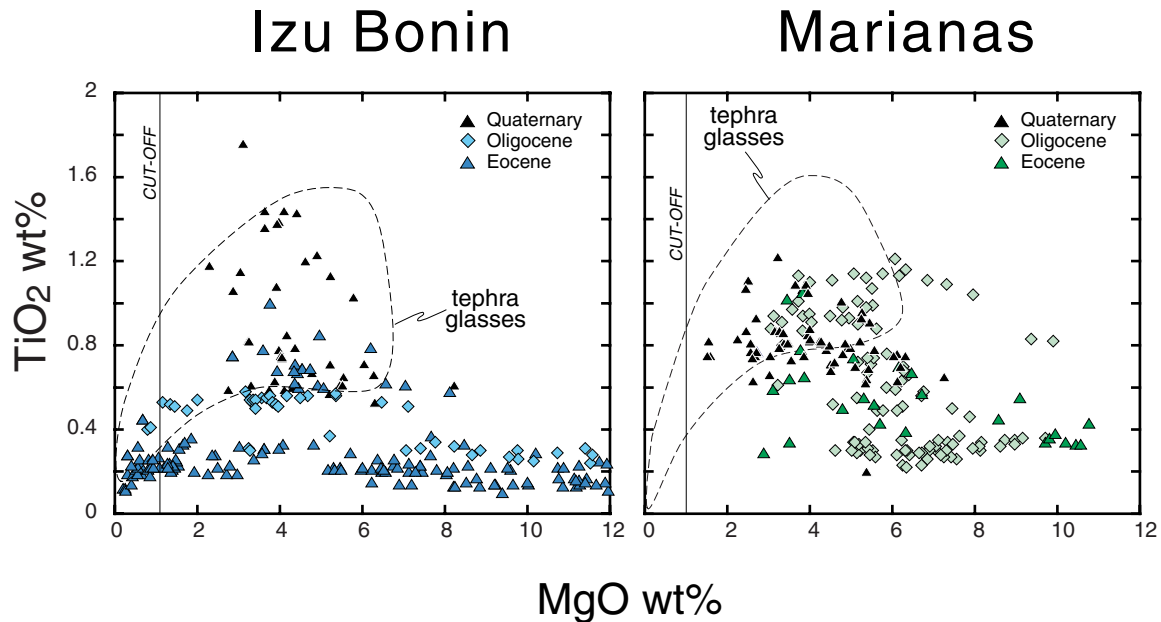 Izu Bonin
Marianas
TiO2 wt%
2
1.6
1.2
0.8
0.4
0
CUT-OFF
Quaternary
Oligocene
Eocene
tephra
glasses
0 2 4 6 8 10 12
tephra
glasses
CUT-OFF
Quaternary
Oligocene
Eocene
0 2 4 6 8 10 12
MgO wt%